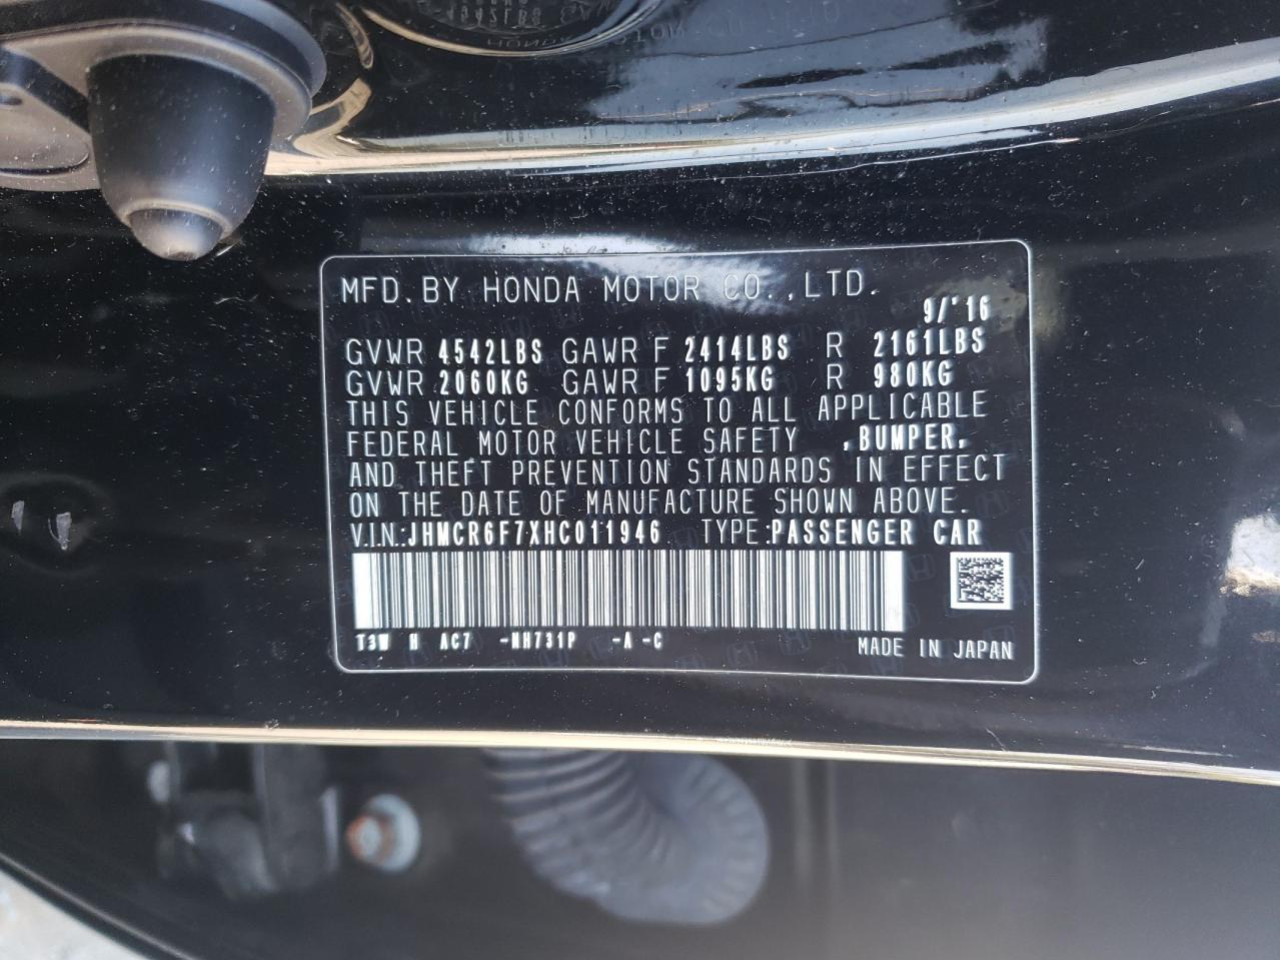 MFD. BY HONDA MOTOR CO., LTD.
9/'16
GVWR 4542LBS GAWR F 2414LBS R 2161LBS
GVWR 2060KG GAWR F 1095KG R 980KG
THIS VEHICLE CONFORMS TO ALL APPLICABLE
FEDERAL MOTOR VEHICLE SAFETY ,BUMPER,
AND THEFT PREVENTION STANDARDS IN EFFECT
ON THE DATE OF MANUFACTURE SHOWN ABOVE.
V.I.N.:JHMCR6F7XHC011946 TYPE:PASSENGER CAR
T3W H AC7 -NH731P -A -C
MADE IN JAPAN